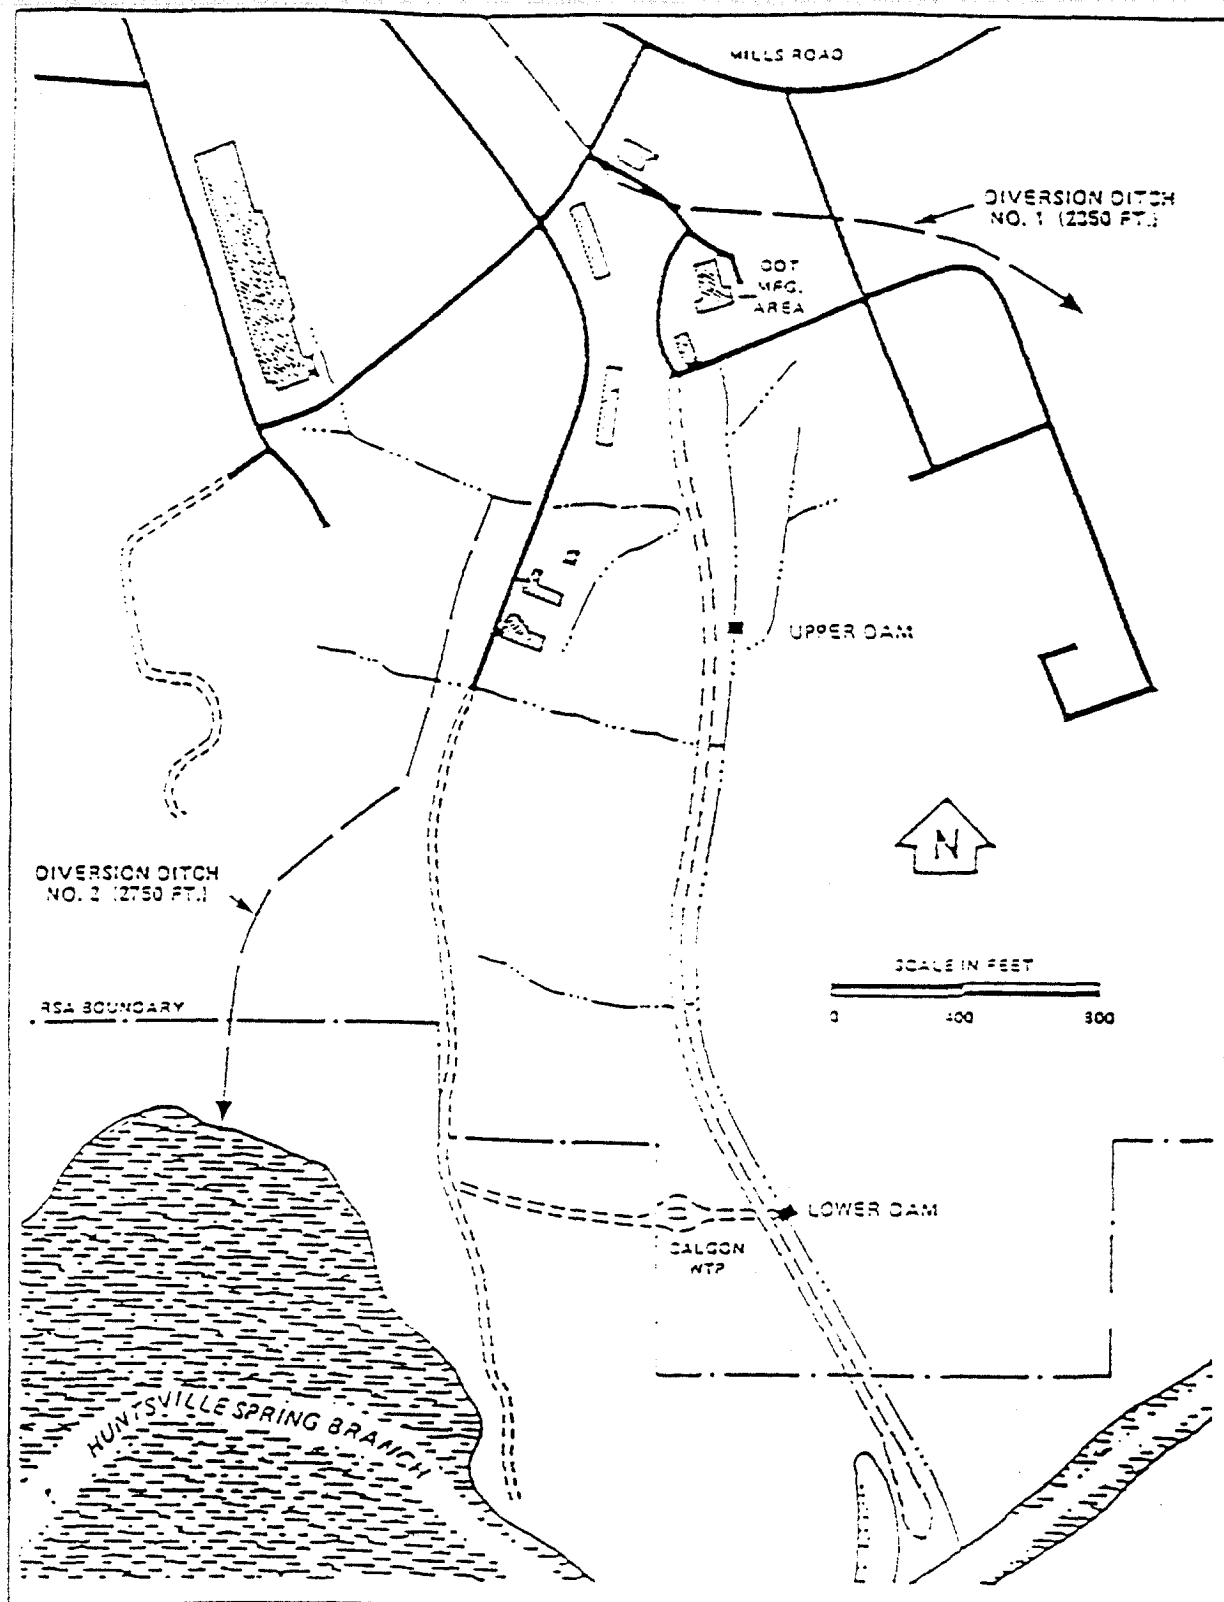 MILLS ROAD
DIVERSION DITCH
NO. 1 (2350 FT.)
DDT
MFG.
AREA
UPPER DAM
N
DIVERSION DITCH
NO. 2 (2750 FT.)
SCALE IN FEET
0 400 800
RSA BOUNDARY
LOWER DAM
CALGON
WTP
HUNTSVILLE SPRING BRANCH